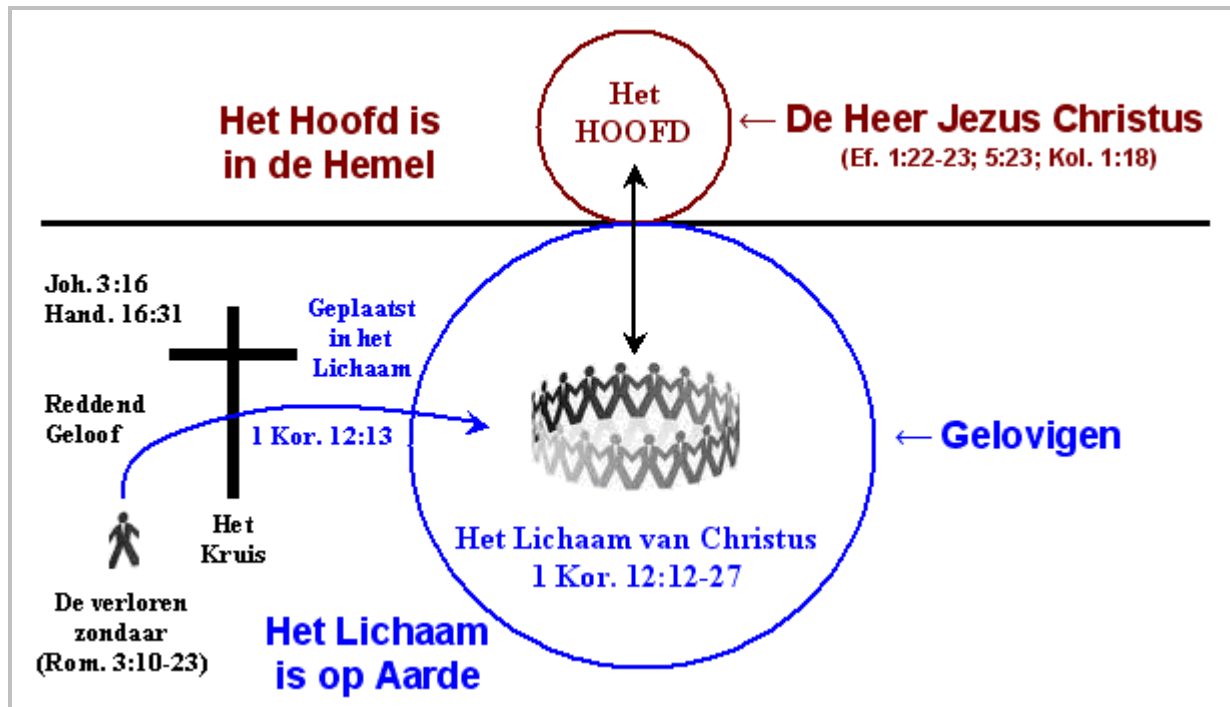 Het
HOOFD
Het Hoofd is
in de Hemel
← De Heer Jezus Christus
(Ef. 1:22-23; 5:23; Kol. 1:18)
Joh. 3:16
Hand. 16:31
Geplaatst
in het
Lichaam
Reddend
Geloof
1 Kor. 12:13
← Gelovigen
Het
Kruis
Het Lichaam van Christus
1 Kor. 12:12-27
De verloren
zondaar
(Rom. 3:10-23)
Het Lichaam
is op Aarde